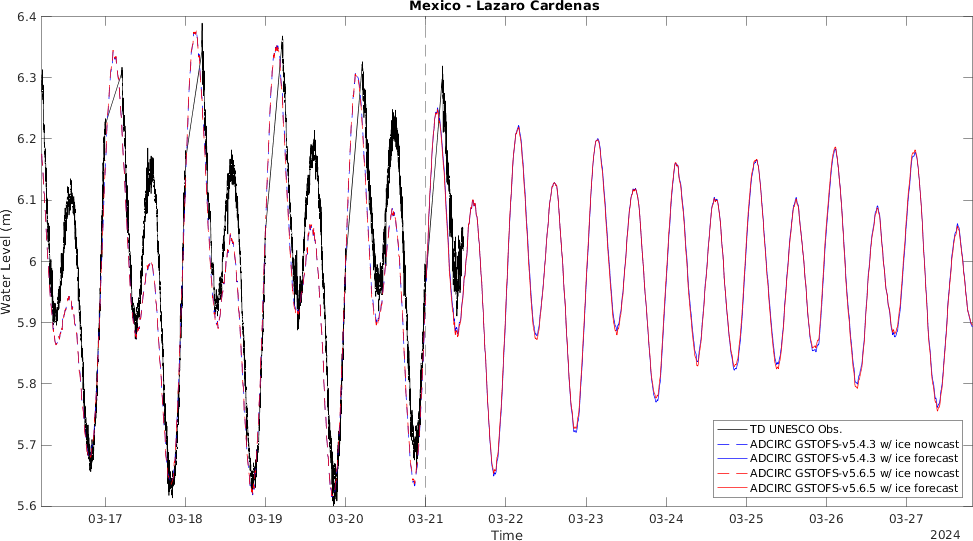 Mexico - Lazaro Cardenas
6.4
6.3
6.2
6.1
6
5.9
5.8
5.7
5.6
Water Level (m)
03-17 03-18 03-19 03-20 03-21 03-22 03-23 03-24 03-25 03-26 03-27
Time
2024
TD UNESCO Obs.
ADCIRC GSTOFS-v5.4.3 w/ ice nowcast
ADCIRC GSTOFS-v5.4.3 w/ ice forecast
ADCIRC GSTOFS-v5.6.5 w/ ice nowcast
ADCIRC GSTOFS-v5.6.5 w/ ice forecast